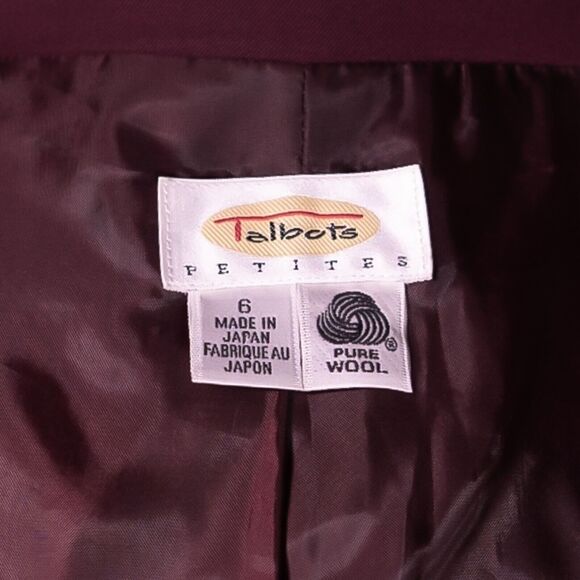 Talbots
PETITES
6
MADE IN
JAPAN
FABRIQUE AU
JAPON
®
PURE
WOOL